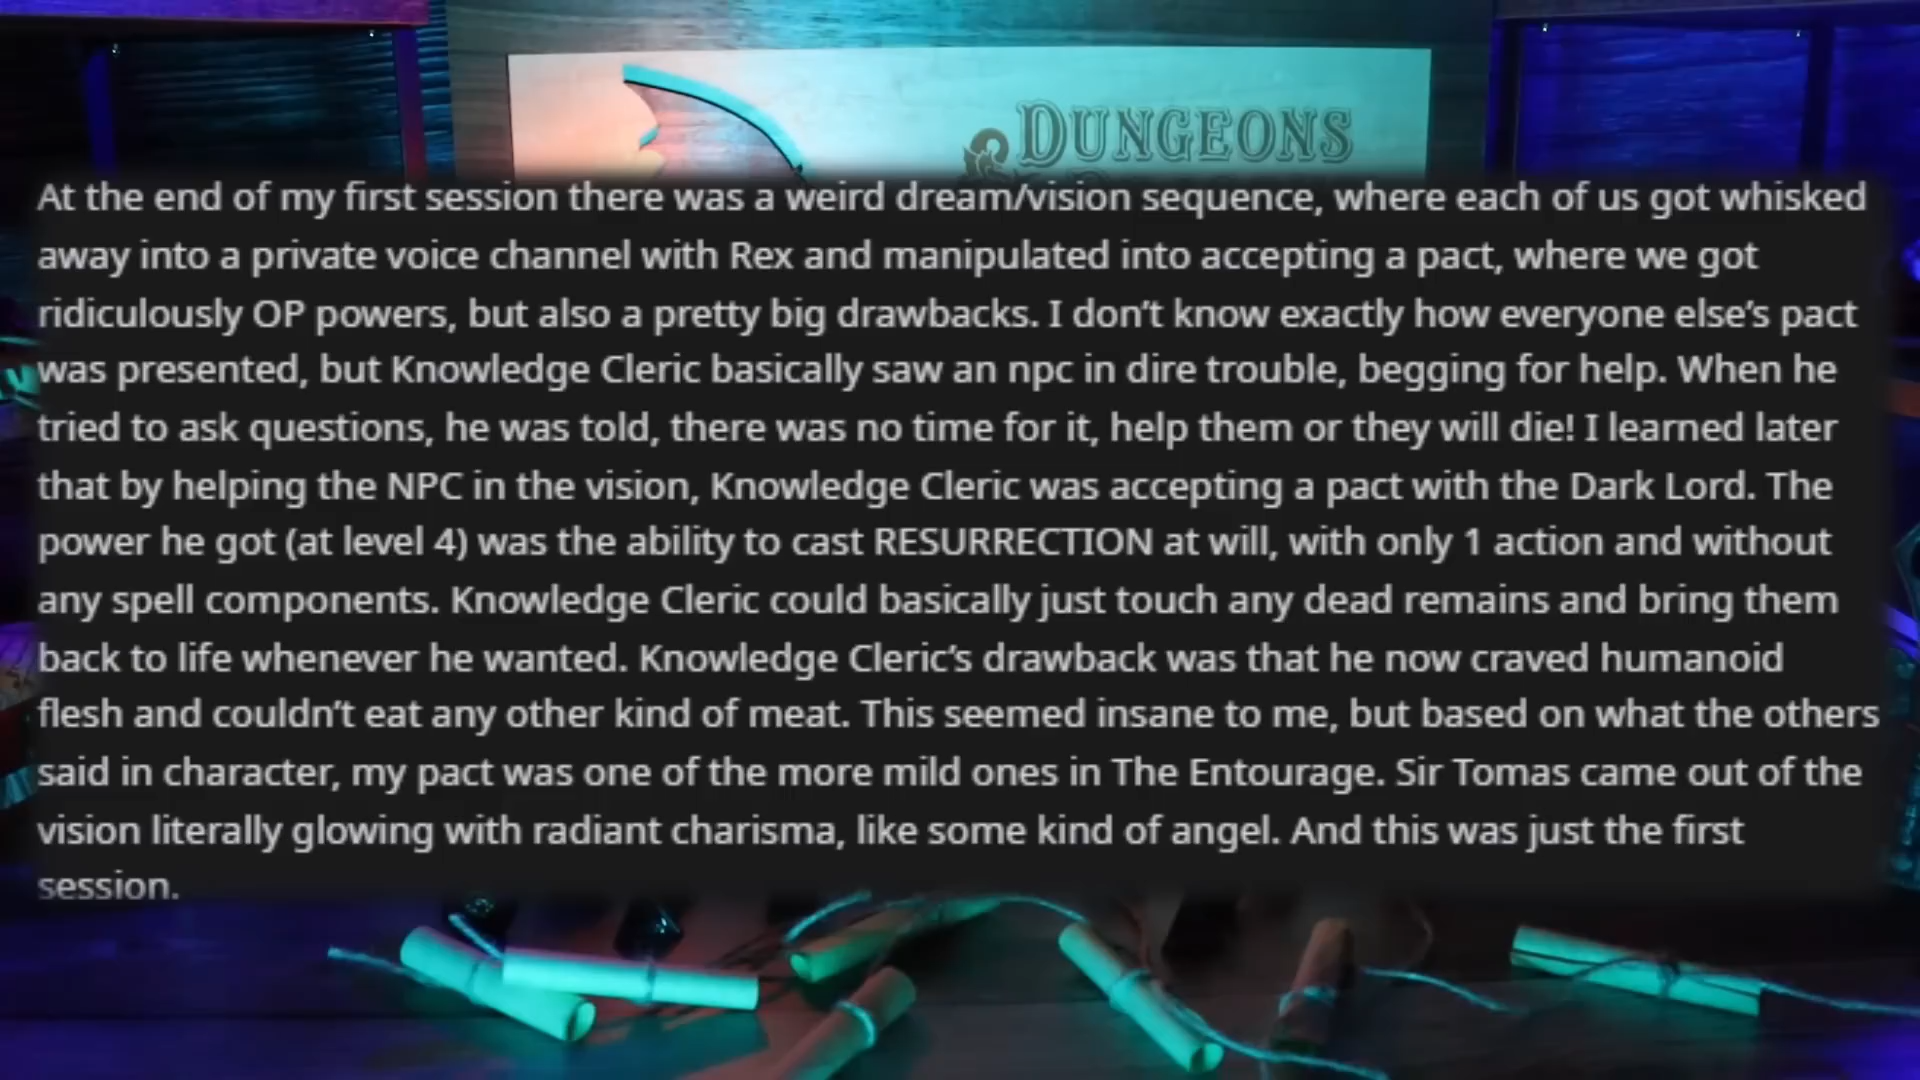 DUNGEONS
&
At the end of my first session there was a weird dream/vision sequence, where each of us got whisked
away into a private voice channel with Rex and manipulated into accepting a pact, where we got
ridiculously OP powers, but also a pretty big drawbacks. I don’t know exactly how everyone else’s pact
was presented, but Knowledge Cleric basically saw an npc in dire trouble, begging for help. When he
tried to ask questions, he was told, there was no time for it, help them or they will die! I learned later
that by helping the NPC in the vision, Knowledge Cleric was accepting a pact with the Dark Lord. The
power he got (at level 4) was the ability to cast RESURRECTION at will, with only 1 action and without
any spell components. Knowledge Cleric could basically just touch any dead remains and bring them
back to life whenever he wanted. Knowledge Cleric’s drawback was that he now craved humanoid
flesh and couldn’t eat any other kind of meat. This seemed insane to me, but based on what the others
said in character, my pact was one of the more mild ones in The Entourage. Sir Tomas came out of the
vision literally glowing with radiant charisma, like some kind of angel. And this was just the first
session.